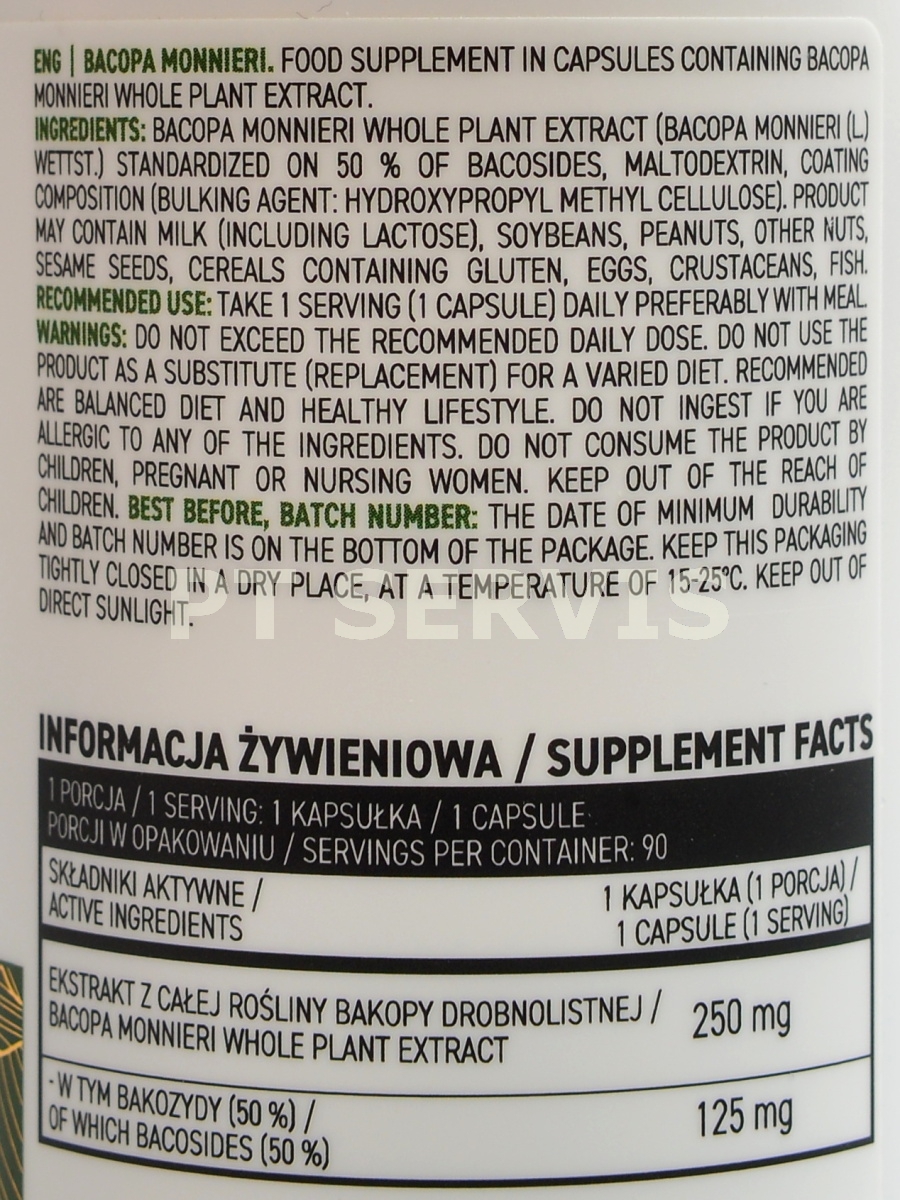 ENG | BACOPA MONNIERI. FOOD SUPPLEMENT IN CAPSULES CONTAINING BACOPA
MONNIERI WHOLE PLANT EXTRACT.
INGREDIENTS: BACOPA MONNIERI WHOLE PLANT EXTRACT (BACOPA MONNIERI (L.)
WETTST.) STANDARDIZED ON 50 % OF BACOSIDES, MALTODEXTRIN, COATING
COMPOSITION (BULKING AGENT: HYDROXYPROPYL METHYL CELLULOSE). PRODUCT
MAY CONTAIN MILK (INCLUDING LACTOSE), SOYBEANS, PEANUTS, OTHER NUTS,
SESAME SEEDS, CEREALS CONTAINING GLUTEN, EGGS, CRUSTACEANS, FISH.
RECOMMENDED USE: TAKE 1 SERVING (1 CAPSULE) DAILY PREFERABLY WITH MEAL.
WARNINGS: DO NOT EXCEED THE RECOMMENDED DAILY DOSE. DO NOT USE THE
PRODUCT AS A SUBSTITUTE (REPLACEMENT) FOR A VARIED DIET. RECOMMENDED
ARE BALANCED DIET AND HEALTHY LIFESTYLE. DO NOT INGEST IF YOU ARE
ALLERGIC TO ANY OF THE INGREDIENTS. DO NOT CONSUME THE PRODUCT BY
CHILDREN, PREGNANT OR NURSING WOMEN. KEEP OUT OF THE REACH OF
CHILDREN. BEST BEFORE, BATCH NUMBER: THE DATE OF MINIMUM DURABILITY
AND BATCH NUMBER IS ON THE BOTTOM OF THE PACKAGE. KEEP THIS PACKAGING
TIGHTLY CLOSED IN A DRY PLACE, AT A TEMPERATURE OF 15-25°C. KEEP OUT OF
DIRECT SUNLIGHT.
PT SERVIS
INFORMACJA ŻYWIENIOWA / SUPPLEMENT FACTS
1 PORCJA / 1 SERVING: 1 KAPSUŁKA / 1 CAPSULE
PORCJI W OPAKOWANIU / SERVINGS PER CONTAINER: 90
SKŁADNIKI AKTYWNE /
ACTIVE INGREDIENTS
1 KAPSUŁKA (1 PORCJA) /
1 CAPSULE (1 SERVING)
EKSTRAKT Z CAŁEJ ROŚLINY BAKOPY DROBNOLISTNEJ /
BACOPA MONNIERI WHOLE PLANT EXTRACT
250 mg
- W TYM BAKOZYDY (50 %) /
OF WHICH BACOSIDES (50 %)
125 mg